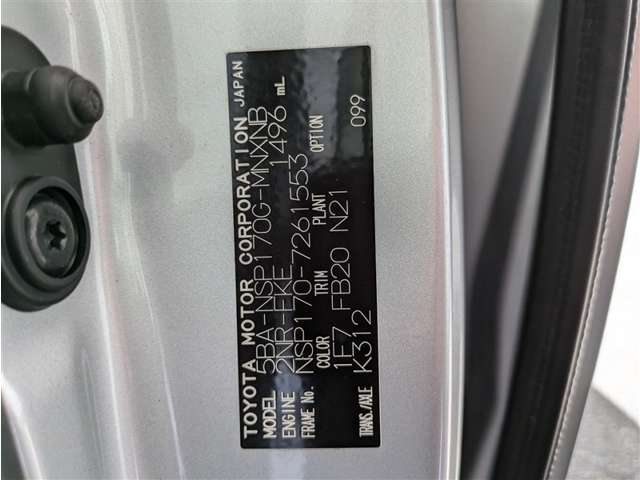 TOYOTA MOTOR CORPORATION JAPAN
MODEL 5BA-NSP170G-MNXNB
ENGINE 2NR-FKE 1496 mL
FRAME No. NSP170-7261553
COLOR TRIM PLANT OPTION
1E7 FB20 N21 099
TRANS./AXLE K312